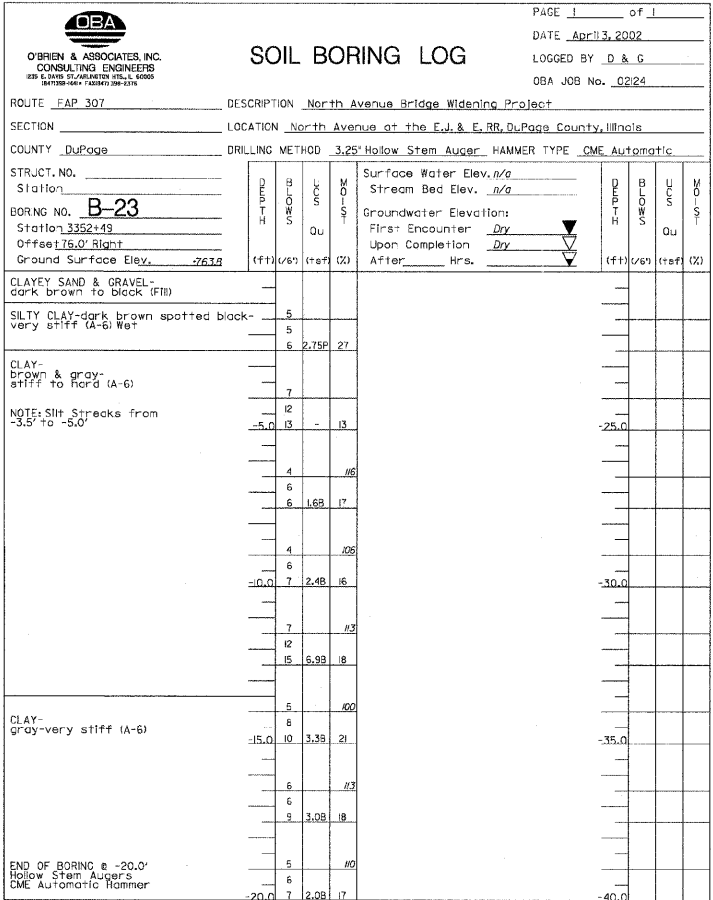 OBA
O'BRIEN & ASSOCIATES, INC.
CONSULTING ENGINEERS
1235 E. DAVIS ST./ARLINGTON HTS., IL 60005
SOIL BORING LOG
PAGE 1 of 1
DATE April 3, 2002
LOGGED BY D & G
OBA JOB No. 02124
ROUTE FAP 307
DESCRIPTION North Avenue Bridge Widening Project
SECTION
LOCATION North Avenue at the E.J. & E. RR, DuPage County, Illinois
COUNTY DuPage
DRILLING METHOD 3.25" Hollow Stem Auger HAMMER TYPE CME Automatic
STRUCT. NO.
Station
BORING NO. B-23
Station 3352+49
Offset 76.0' Right
Ground Surface Elev. -763.8
DEPTH (ft)
BLOWS (/6")
UCS Qu (tsf)
MOIST (%)
Surface Water Elev. n/a
Stream Bed Elev. n/a
Groundwater Elevation:
First Encounter Dry
Upon Completion Dry
After Hrs.
DEPTH (ft)
BLOWS (/6")
UCS Qu (tsf)
MOIST (%)
CLAYEY SAND & GRAVEL-
dark brown to black (Fill)
SILTY CLAY-dark brown spotted black- 5
very stiff (A-6) Wet 5
6 2.75P 27
CLAY-
brown & gray-
stiff to hard (A-6)
7
NOTE: Silt Streaks from 12
-3.5' to -5.0' -5.0 13 - 13 -25.0
4 116
6
6 1.6B 17
4 106
6
-10.0 7 2.4B 16 -30.0
7 113
12
15 6.9B 18
5 100
CLAY- 8
gray-very stiff (A-6)
-15.0 10 3.3B 21 -35.0
6 113
6
9 3.0B 18
END OF BORING @ -20.0' 5 110
Hollow Stem Augers
CME Automatic Hammer 6
-20.0 7 2.0B 17 -40.0